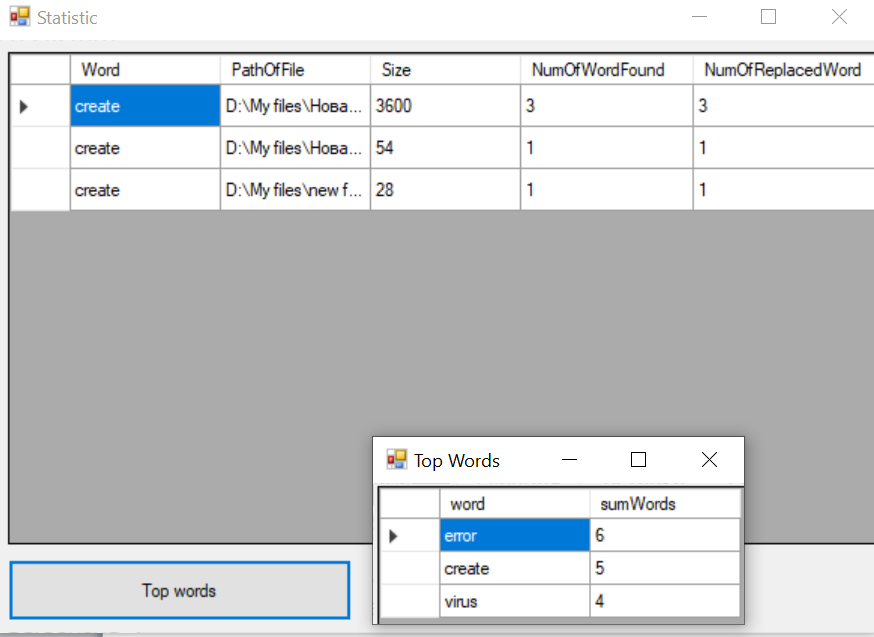 Statistic
Word PathOfFile Size NumOfWordFound NumOfReplacedWord
create D:\My files\Нова... 3600 3 3
create D:\My files\Нова... 54 1 1
create D:\My files\new f... 28 1 1
Top words
Top Words
word sumWords
error 6
create 5
virus 4